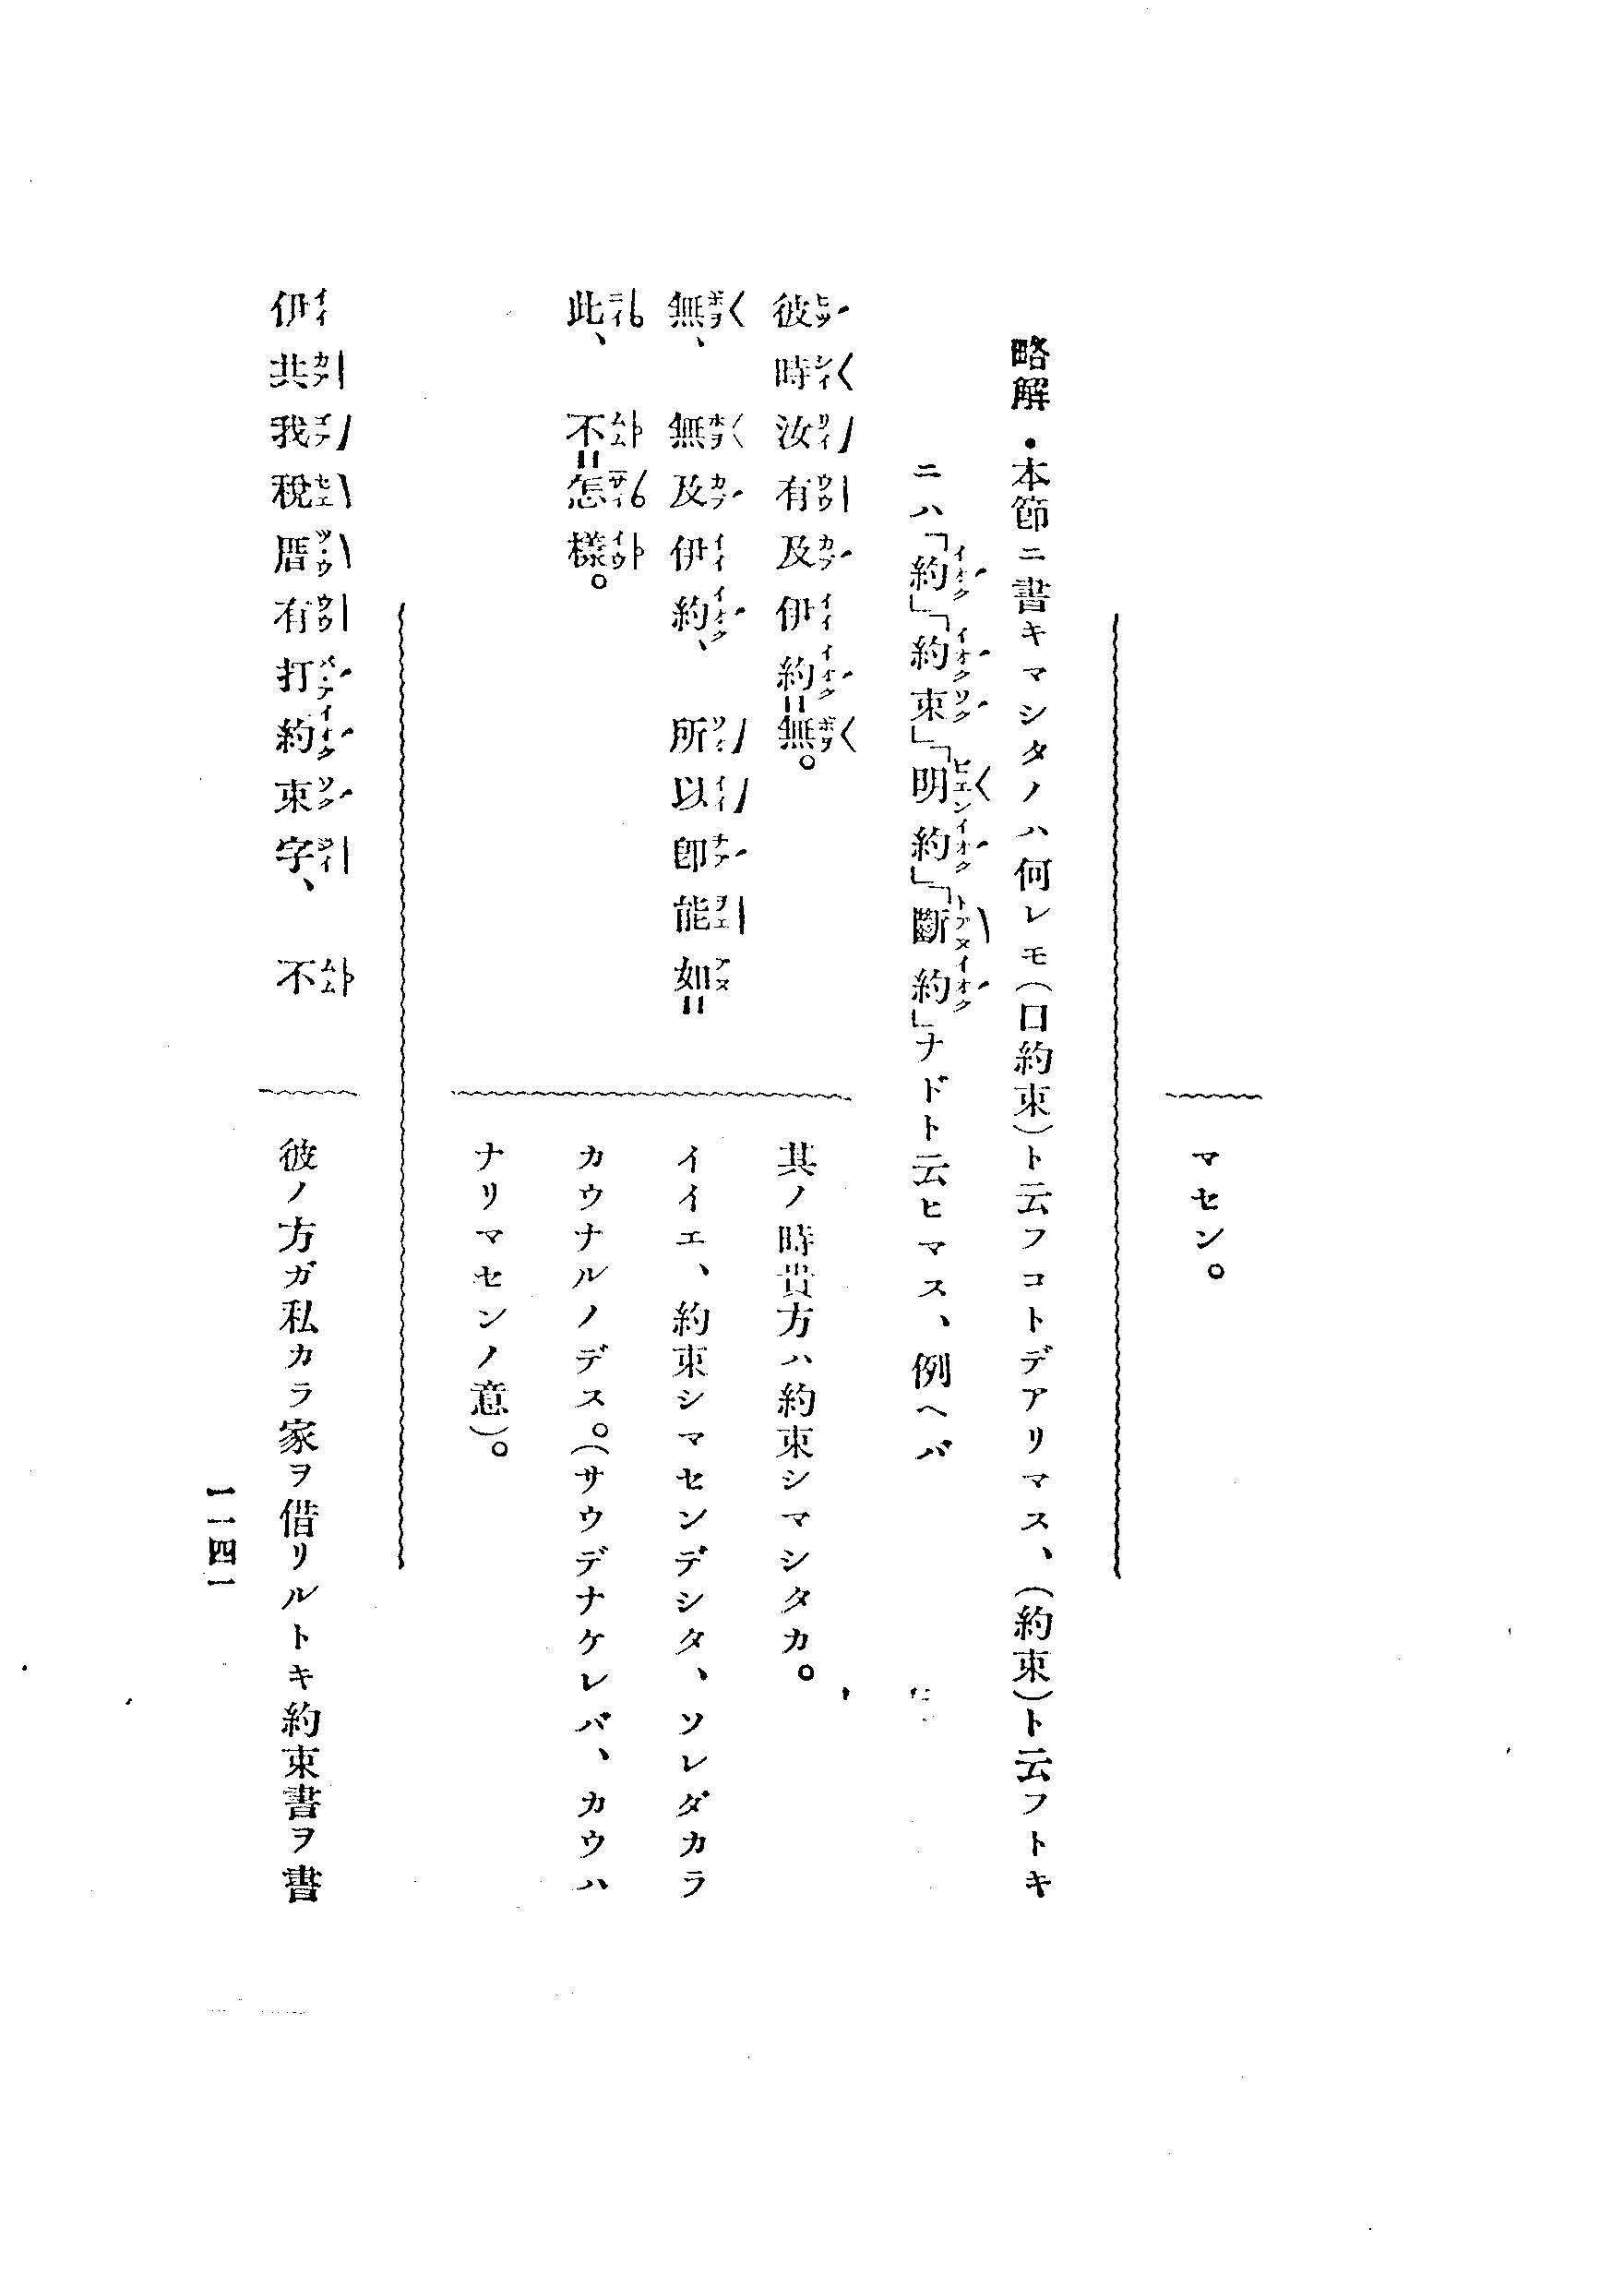 マセン。
略解・本節ニ書キマシタノハ何レモ(口約束)ト云フコトデアリマス、(約束)ト云フトキ
ニハ「約」「約束」「明約」「斷約」ナドト云ヒマス、例ヘバ
彼時汝有及伊約=無。
其ノ時貴方ハ約束シマシタカ。
無、無及伊約、所以即能如=
此、不=怎樣。
イイエ、約束シマセンデシタ、ソレダカラ
カウナルノデス。(サウデナケレバ、カウハ
ナリマセンノ意)。
伊共我稅厝有打約束字、不
彼ノ方ガ私カラ家ヲ借リルトキ約束書ヲ書
一一四一